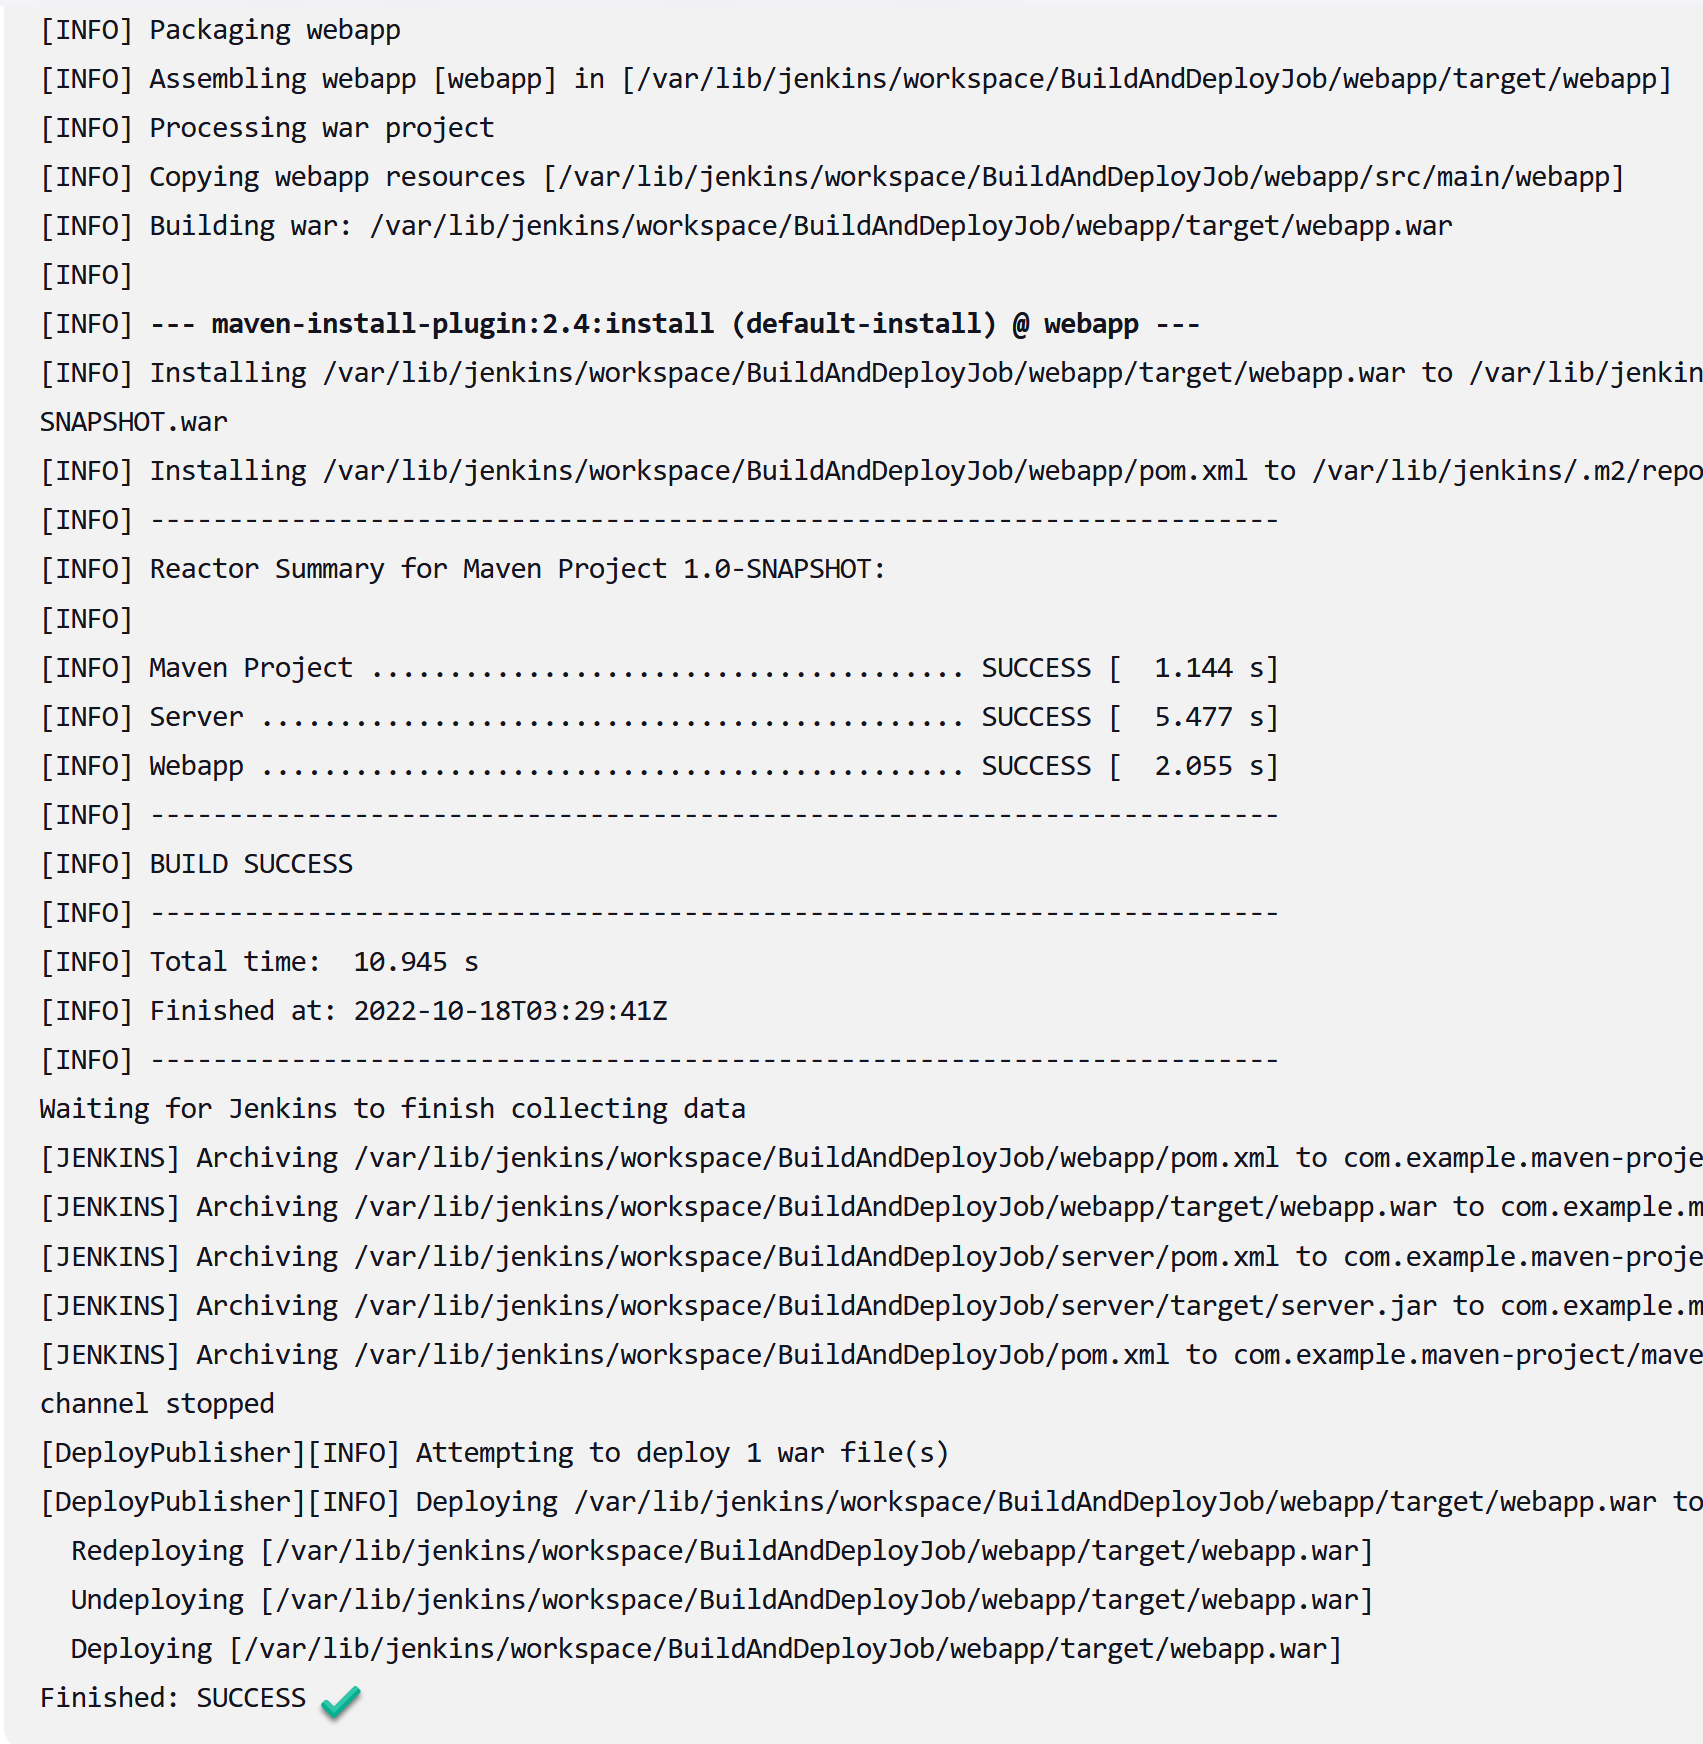 [INFO] Packaging webapp
[INFO] Assembling webapp [webapp] in [/var/lib/jenkins/workspace/BuildAndDeployJob/webapp/target/webapp]
[INFO] Processing war project
[INFO] Copying webapp resources [/var/lib/jenkins/workspace/BuildAndDeployJob/webapp/src/main/webapp]
[INFO] Building war: /var/lib/jenkins/workspace/BuildAndDeployJob/webapp/target/webapp.war
[INFO]
[INFO] --- maven-install-plugin:2.4:install (default-install) @ webapp ---
[INFO] Installing /var/lib/jenkins/workspace/BuildAndDeployJob/webapp/target/webapp.war to /var/lib/jenkin
SNAPSHOT.war
[INFO] Installing /var/lib/jenkins/workspace/BuildAndDeployJob/webapp/pom.xml to /var/lib/jenkins/.m2/repo
[INFO] ------------------------------------------------------------------------
[INFO] Reactor Summary for Maven Project 1.0-SNAPSHOT:
[INFO]
[INFO] Maven Project ...................................... SUCCESS [  1.144 s]
[INFO] Server ............................................. SUCCESS [  5.477 s]
[INFO] Webapp ............................................. SUCCESS [  2.055 s]
[INFO] ------------------------------------------------------------------------
[INFO] BUILD SUCCESS
[INFO] ------------------------------------------------------------------------
[INFO] Total time:  10.945 s
[INFO] Finished at: 2022-10-18T03:29:41Z
[INFO] ------------------------------------------------------------------------
Waiting for Jenkins to finish collecting data
[JENKINS] Archiving /var/lib/jenkins/workspace/BuildAndDeployJob/webapp/pom.xml to com.example.maven-proje
[JENKINS] Archiving /var/lib/jenkins/workspace/BuildAndDeployJob/webapp/target/webapp.war to com.example.m
[JENKINS] Archiving /var/lib/jenkins/workspace/BuildAndDeployJob/server/pom.xml to com.example.maven-proje
[JENKINS] Archiving /var/lib/jenkins/workspace/BuildAndDeployJob/server/target/server.jar to com.example.m
[JENKINS] Archiving /var/lib/jenkins/workspace/BuildAndDeployJob/pom.xml to com.example.maven-project/mave
channel stopped
[DeployPublisher][INFO] Attempting to deploy 1 war file(s)
[DeployPublisher][INFO] Deploying /var/lib/jenkins/workspace/BuildAndDeployJob/webapp/target/webapp.war to
  Redeploying [/var/lib/jenkins/workspace/BuildAndDeployJob/webapp/target/webapp.war]
  Undeploying [/var/lib/jenkins/workspace/BuildAndDeployJob/webapp/target/webapp.war]
  Deploying [/var/lib/jenkins/workspace/BuildAndDeployJob/webapp/target/webapp.war]
Finished: SUCCESS